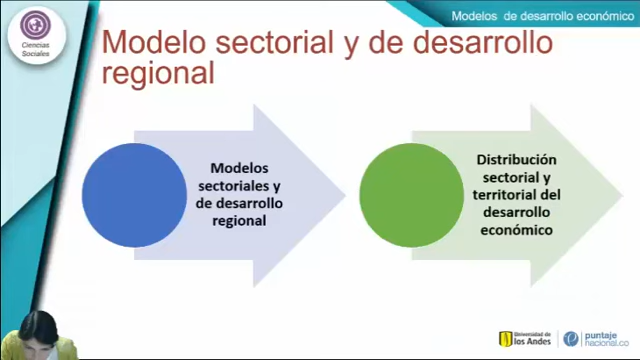 Modelos de desarrollo económico
Ciencias
Sociales
Modelo sectorial y de desarrollo
regional
Modelos
sectoriales y
de desarrollo
regional
Distribución
sectorial y
territorial del
desarrollo
económico
Universidad de
los Andes
puntaje
nacional.co